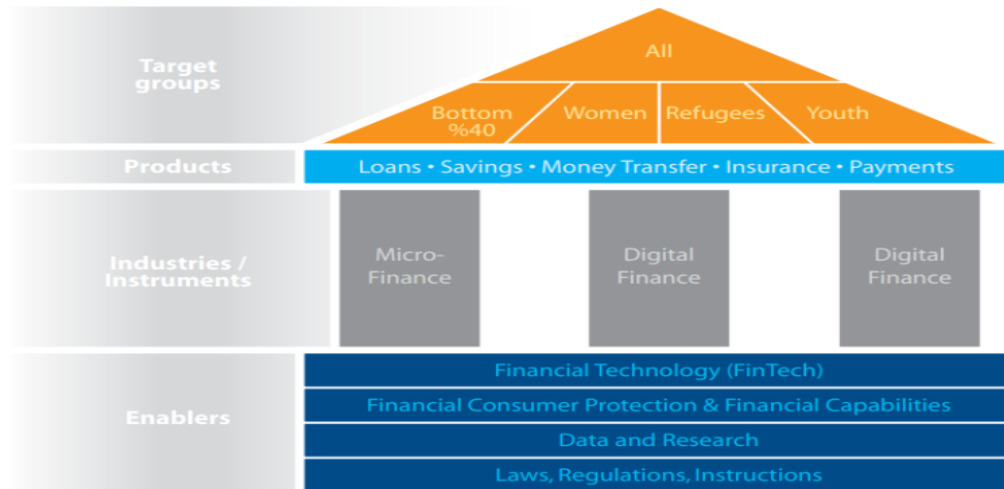 Target
groups
All
Bottom
%40
Women
Refugees
Youth
Products
Loans • Savings • Money Transfer • Insurance • Payments
Industries /
Instruments
Micro-
Finance
Digital
Finance
Digital
Finance
Enablers
Financial Technology (FinTech)
Financial Consumer Protection & Financial Capabilities
Data and Research
Laws, Regulations, Instructions